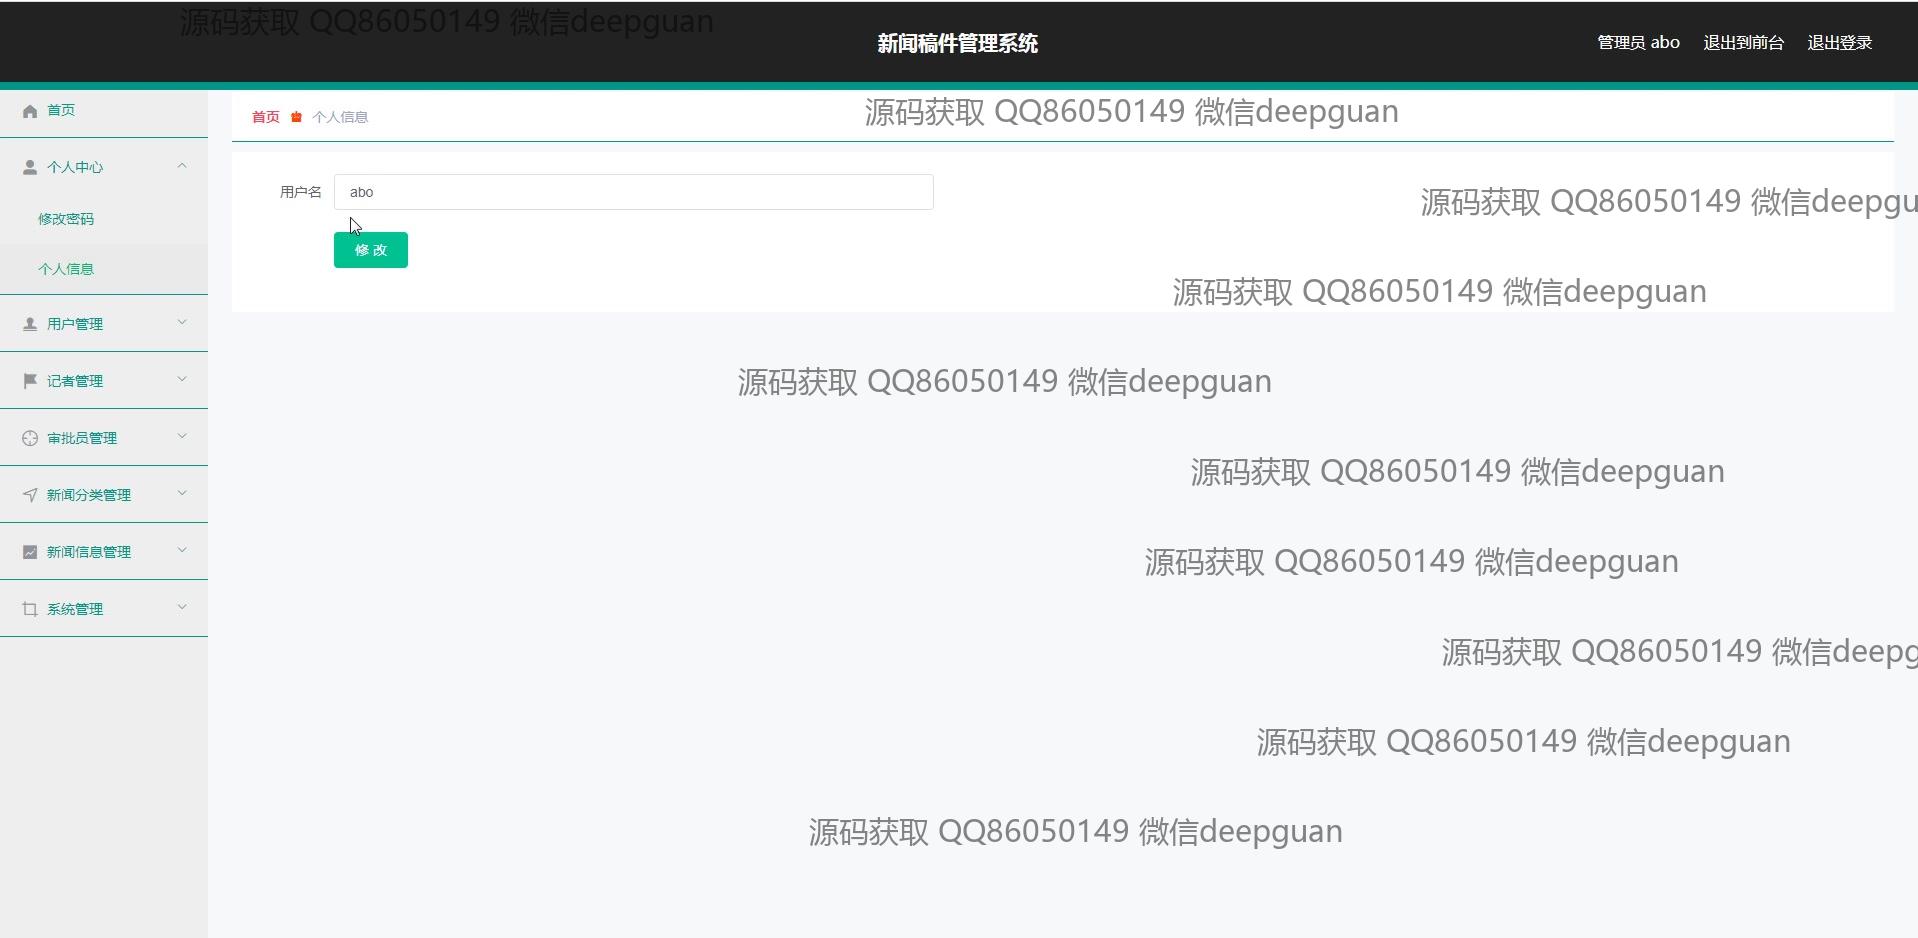 源码获取 QQ86050149 微信deepguan
新闻稿件管理系统
管理员 abo 退出到前台 退出登录
首页
个人中心
修改密码
个人信息
用户管理
记者管理
审批员管理
新闻分类管理
新闻信息管理
系统管理
首页 个人信息
源码获取 QQ86050149 微信deepguan
用户名 abo
源码获取 QQ86050149 微信deepgu
修 改
源码获取 QQ86050149 微信deepguan
源码获取 QQ86050149 微信deepguan
源码获取 QQ86050149 微信deepguan
源码获取 QQ86050149 微信deepguan
源码获取 QQ86050149 微信deepg
源码获取 QQ86050149 微信deepguan
源码获取 QQ86050149 微信deepguan